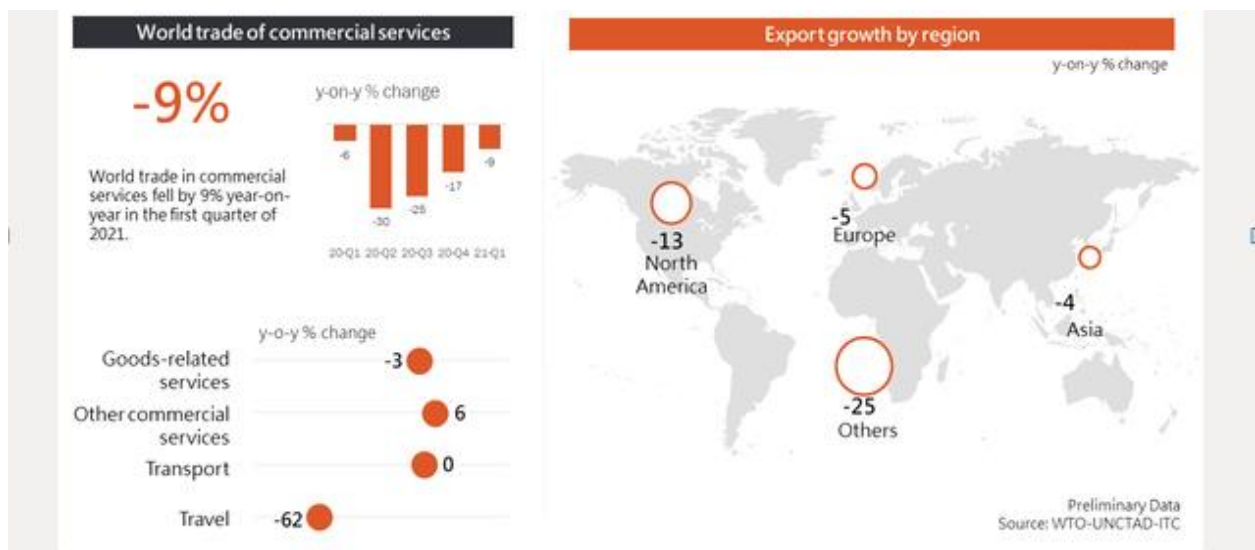 World trade of commercial services
-9%
World trade in commercial
services fell by 9% year-on-
year in the first quarter of
2021.
y-on-y % change
-6
-30
-17
-9
20-Q1 20-Q2 20-Q3 20-Q4 21-Q1
y-o-y % change
Goods-related
services
-3
Other commercial
services
6
Transport
0
Travel
-62
Export growth by region
y-on-y % change
-13
North
America
-5
Europe
-4
Asia
-25
Others
Preliminary Data
Source: WTO-UNCTAD-ITC